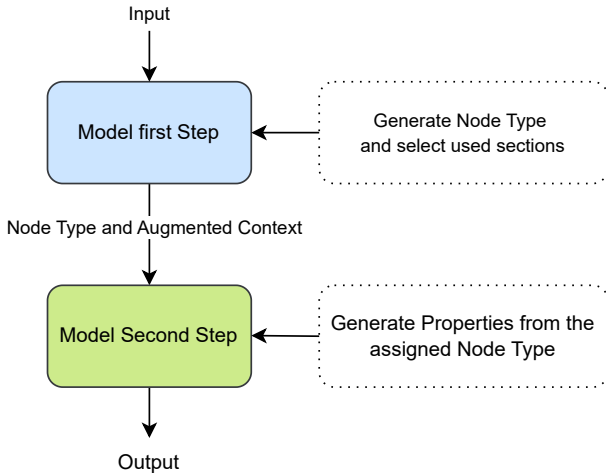 Input
Model first Step
Generate Node Type
and select used sections
Node Type and Augmented Context
Model Second Step
Generate Properties from the
assigned Node Type
Output